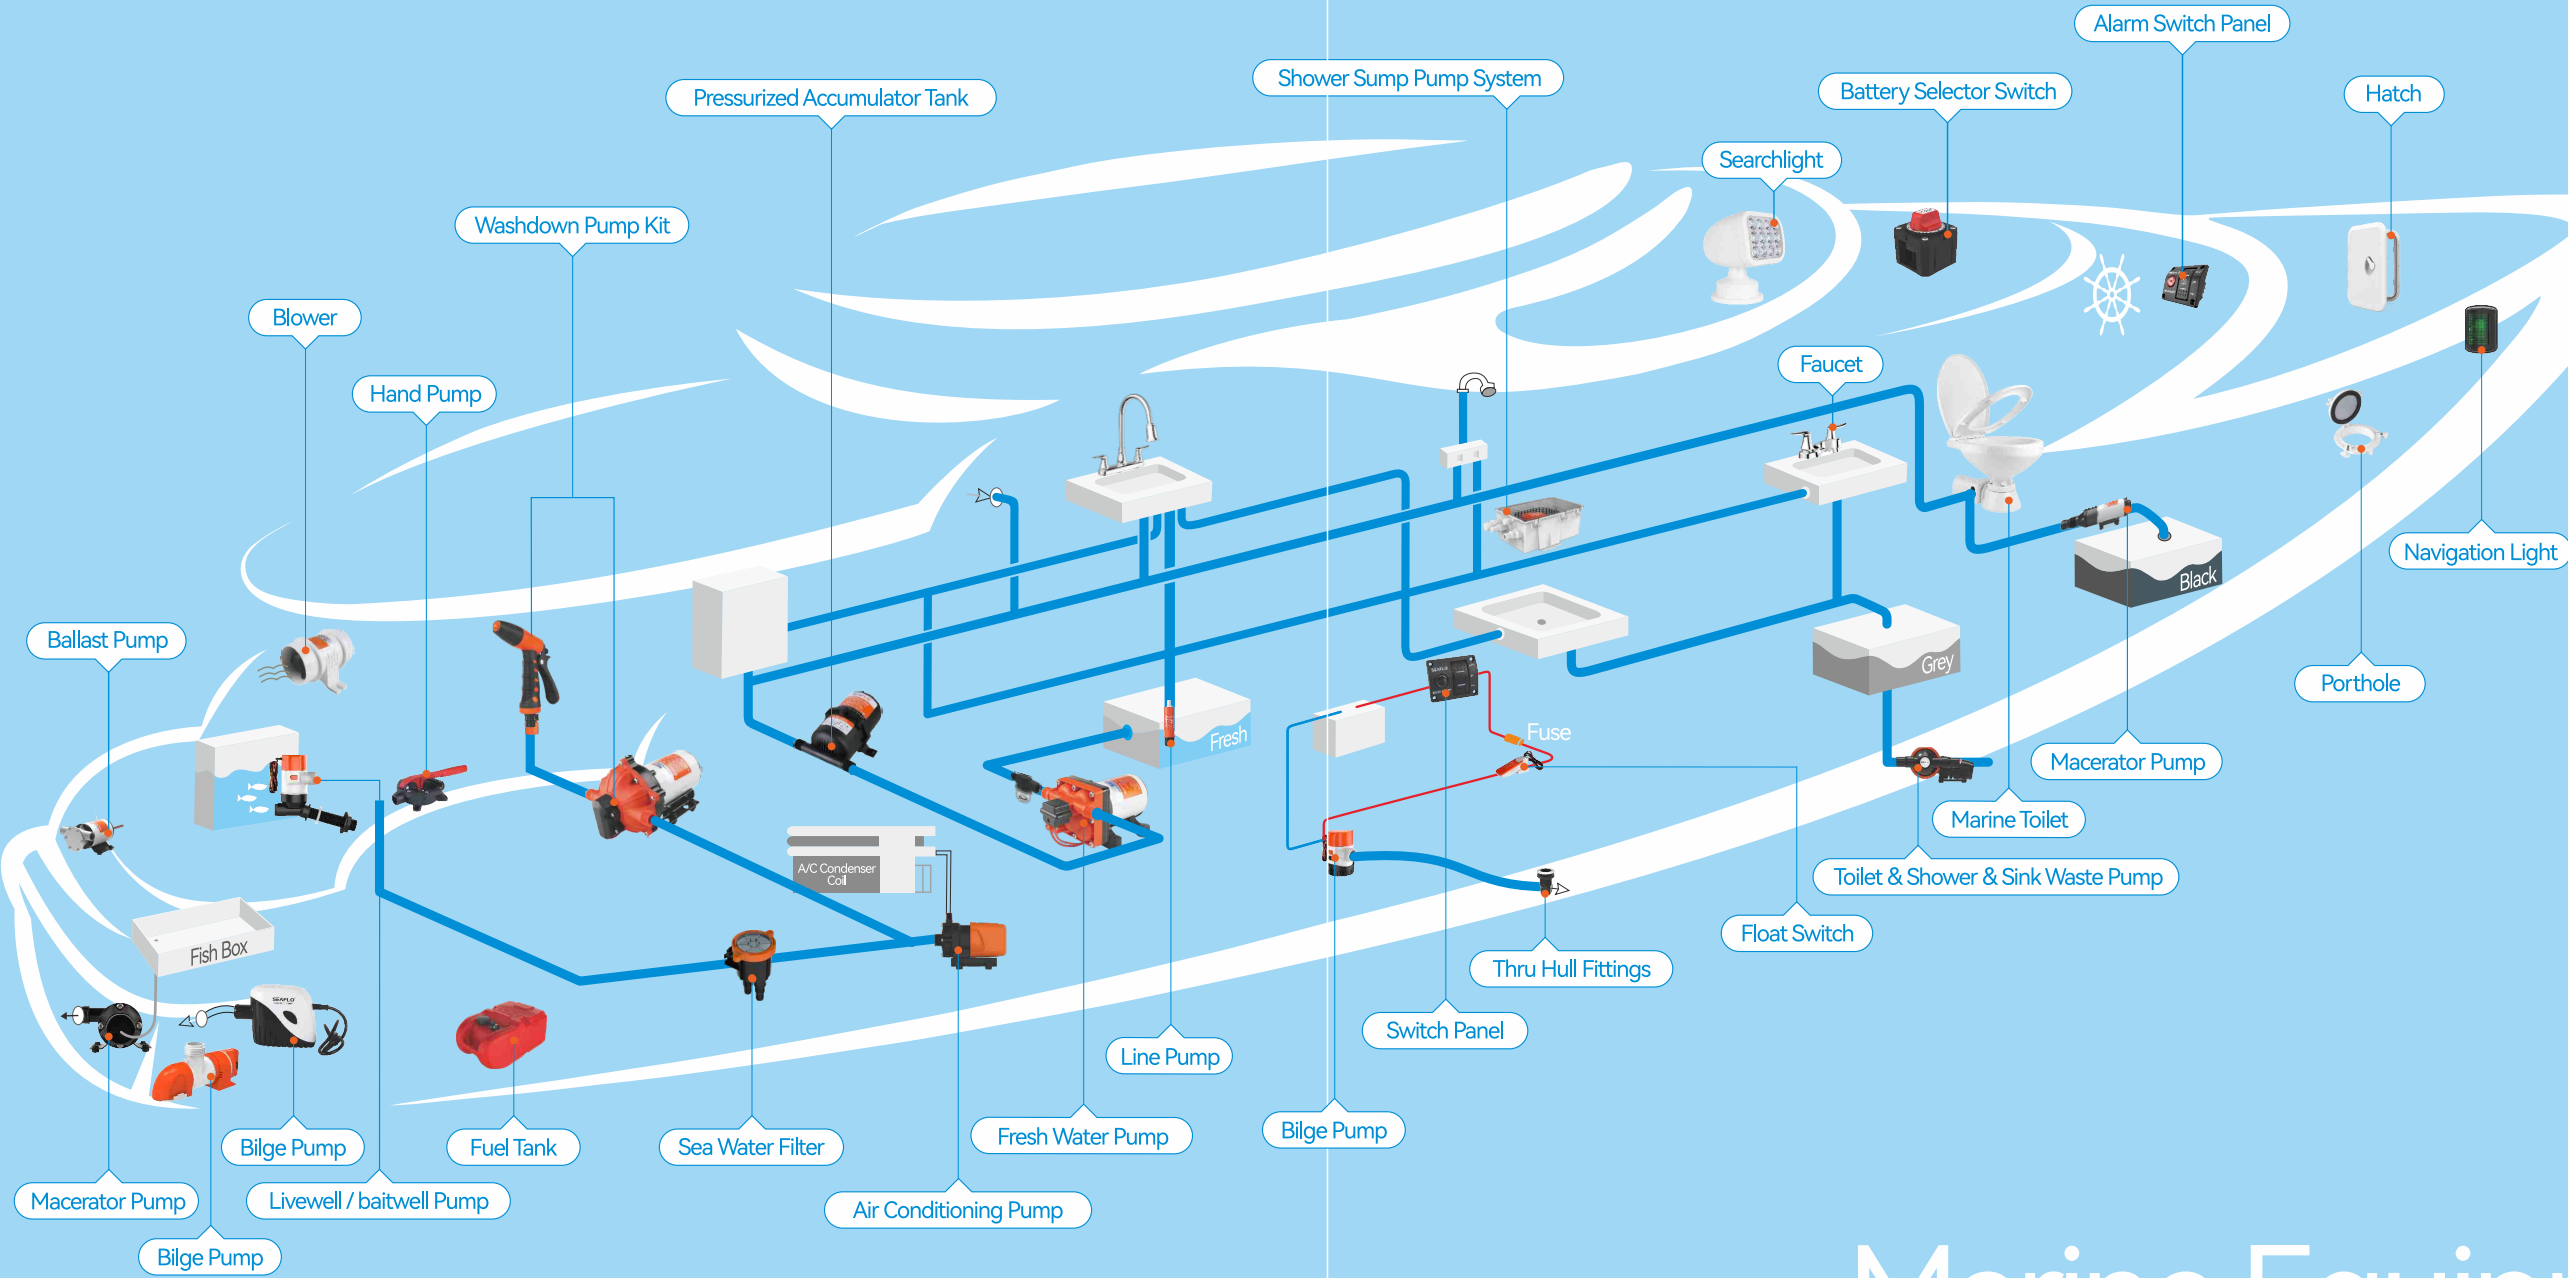 Alarm Switch Panel
Shower Sump Pump System
Battery Selector Switch
Hatch
Pressurized Accumulator Tank
Searchlight
Washdown Pump Kit
Blower
Faucet
Hand Pump
Navigation Light
Black
Ballast Pump
Grey
Porthole
Fresh
Fuse
Macerator Pump
Marine Toilet
A/C Condenser
Coil
Toilet & Shower & Sink Waste Pump
Float Switch
Fish Box
Thru Hull Fittings
SEAFLO
Switch Panel
Line Pump
Bilge Pump
Fresh Water Pump
Bilge Pump
Fuel Tank
Sea Water Filter
Macerator Pump
Livewell / baitwell Pump
Air Conditioning Pump
Bilge Pump